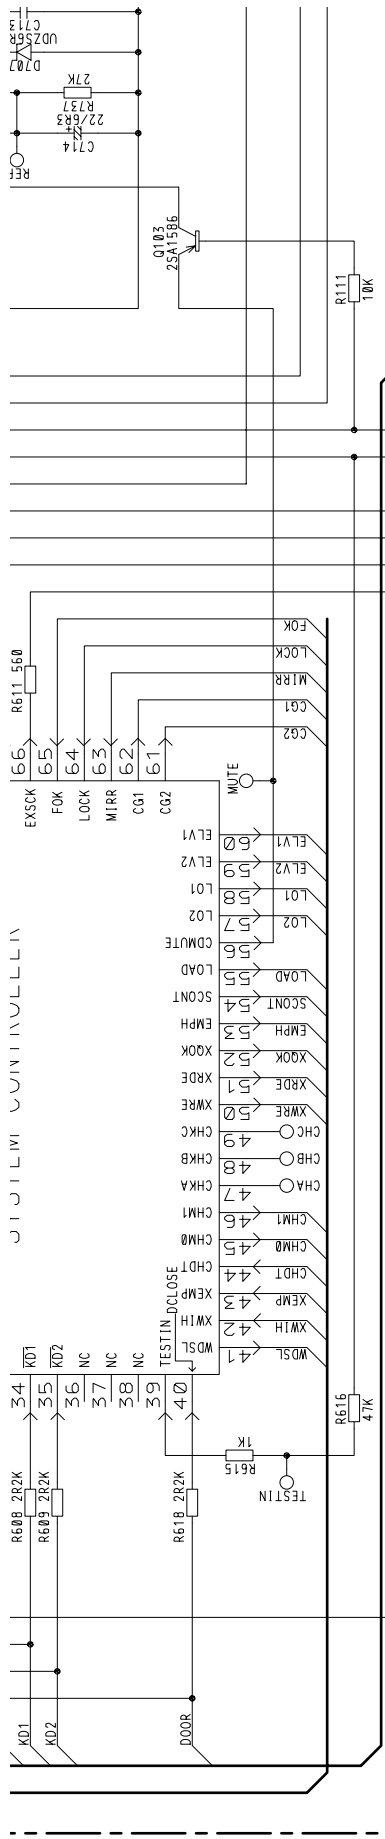 C713
UDZS6R
D707
27K
R737
22/6R3
+
C714
REF
Q103
2SA1586
R111
10K
R611 560
FOK
LOCK
MIRR
CG1
CG2
66
65
64
63
62
61
EXSCK
FOK
LOCK
MIRR
CG1
CG2
MUTE
ELV1 60 ELV1
ELV2 59 ELV2
LO1 58 LO1
LO2 57 LO2
CDMUTE 56
LOAD 55 LOAD
SCONT 54 SCONT
EMPH 53 EMPH
XQOK 52 XQOK
XRDE 51 XRDE
XWRE 50 XWRE
CHKC 49 CHC
CHKB 48 CHB
CHKA 47 CHA
CHM1 46 CHM1
CHM0 45 CHM0
CHDT 44 CHDT
XEMP 43 XEMP
XWIH 42 XWIH
WDSL 41 WDSL
SYSTEM CONTROLLER
KD1
KD2
NC
NC
NC
TESTIN
DCLOSE
34
35
36
37
38
39
40
1K
R615
TESTIN
R616
47K
R608 2R2K
R609 2R2K
R618 2R2K
KD1
KD2
DOOR